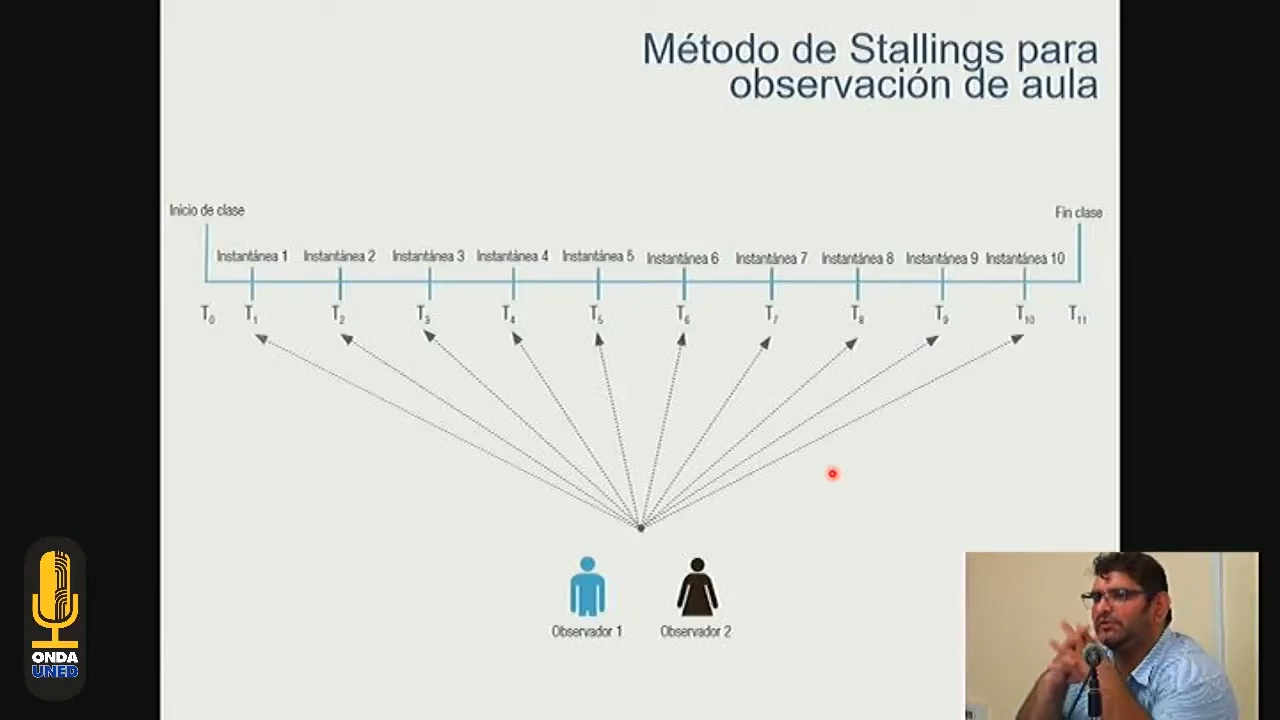 Método de Stallings para
observación de aula
Inicio de clase
Fin clase
Instantánea 1 Instantánea 2 Instantánea 3 Instantánea 4 Instantánea 5 Instantánea 6 Instantánea 7 Instantánea 8 Instantánea 9 Instantánea 10
T₀ T₁ T₂ T₃ T₄ T₅ T₆ T₇ T₈ T₉ T₁₀ T₁₁
Observador 1 Observador 2
ONDA
UNED